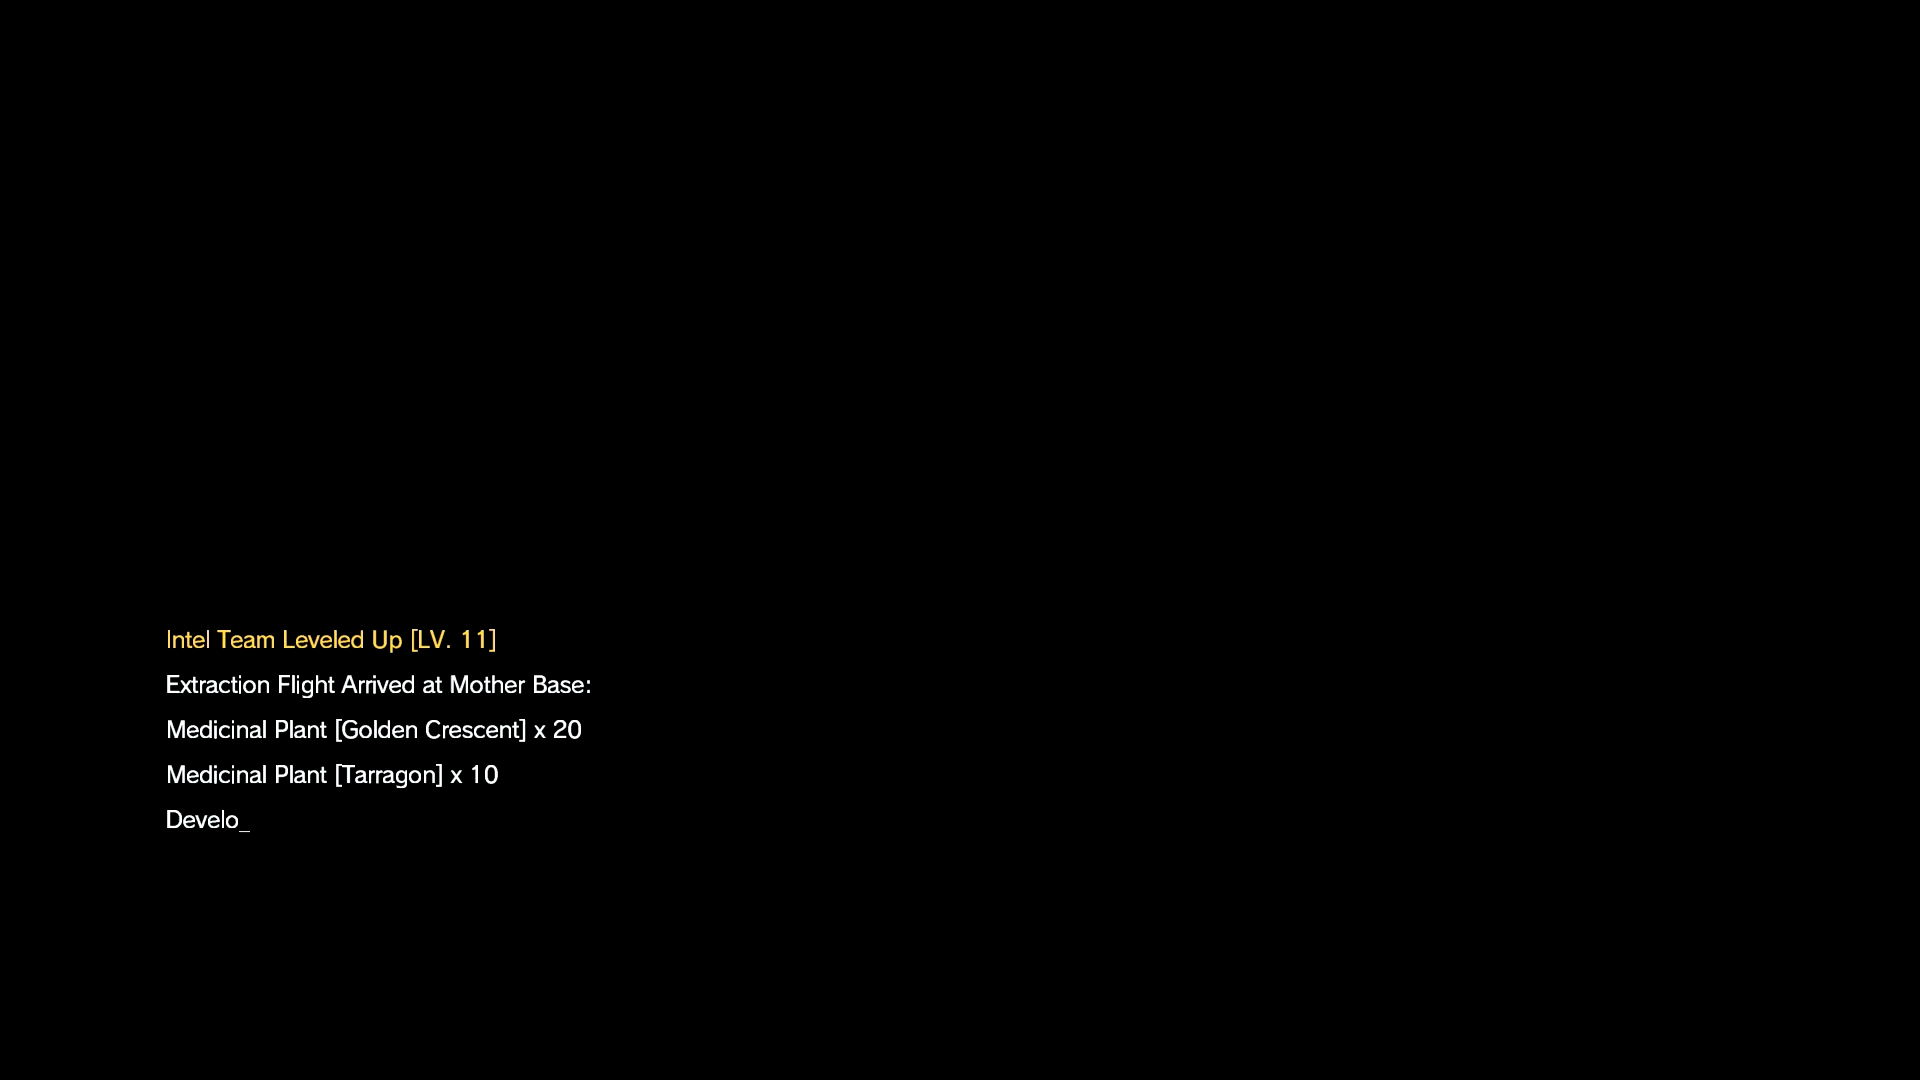 Intel Team Leveled Up [LV. 11]
Extraction Flight Arrived at Mother Base:
Medicinal Plant [Golden Crescent] x 20
Medicinal Plant [Tarragon] x 10
Develo_